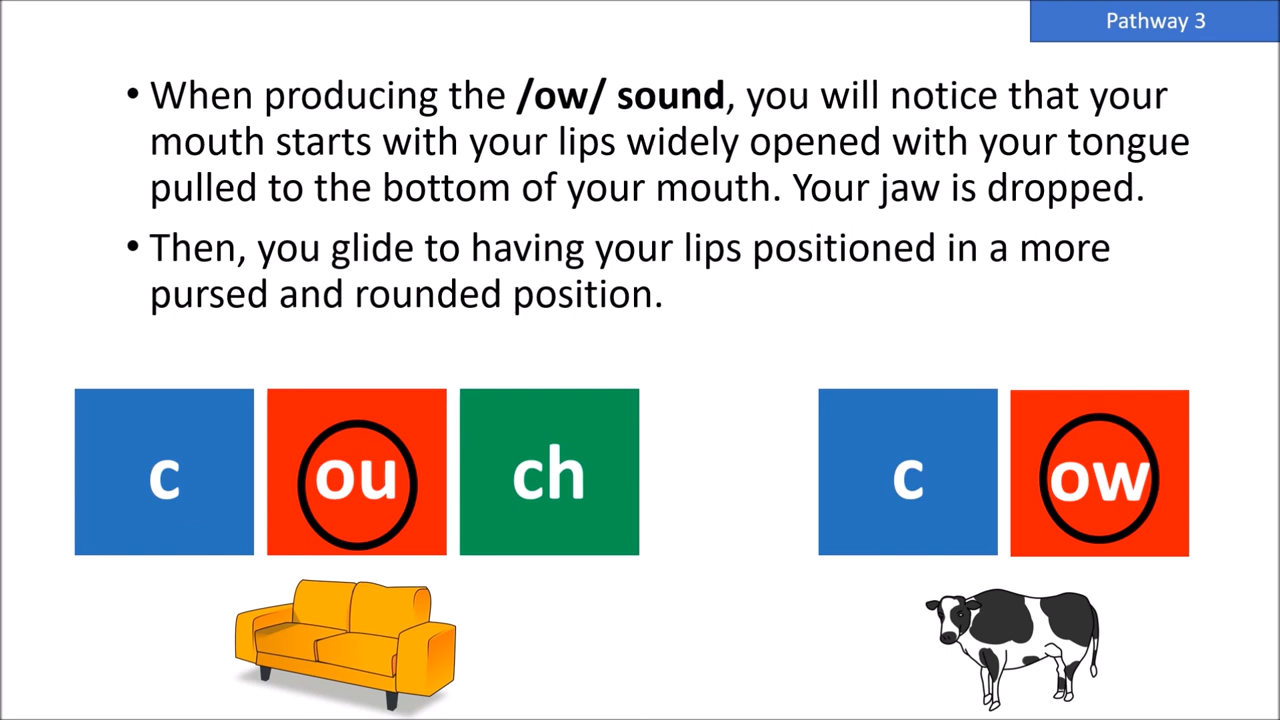 Pathway 3
• When producing the /ow/ sound, you will notice that your
mouth starts with your lips widely opened with your tongue
pulled to the bottom of your mouth. Your jaw is dropped.
• Then, you glide to having your lips positioned in a more
pursed and rounded position.
c ou ch c ow